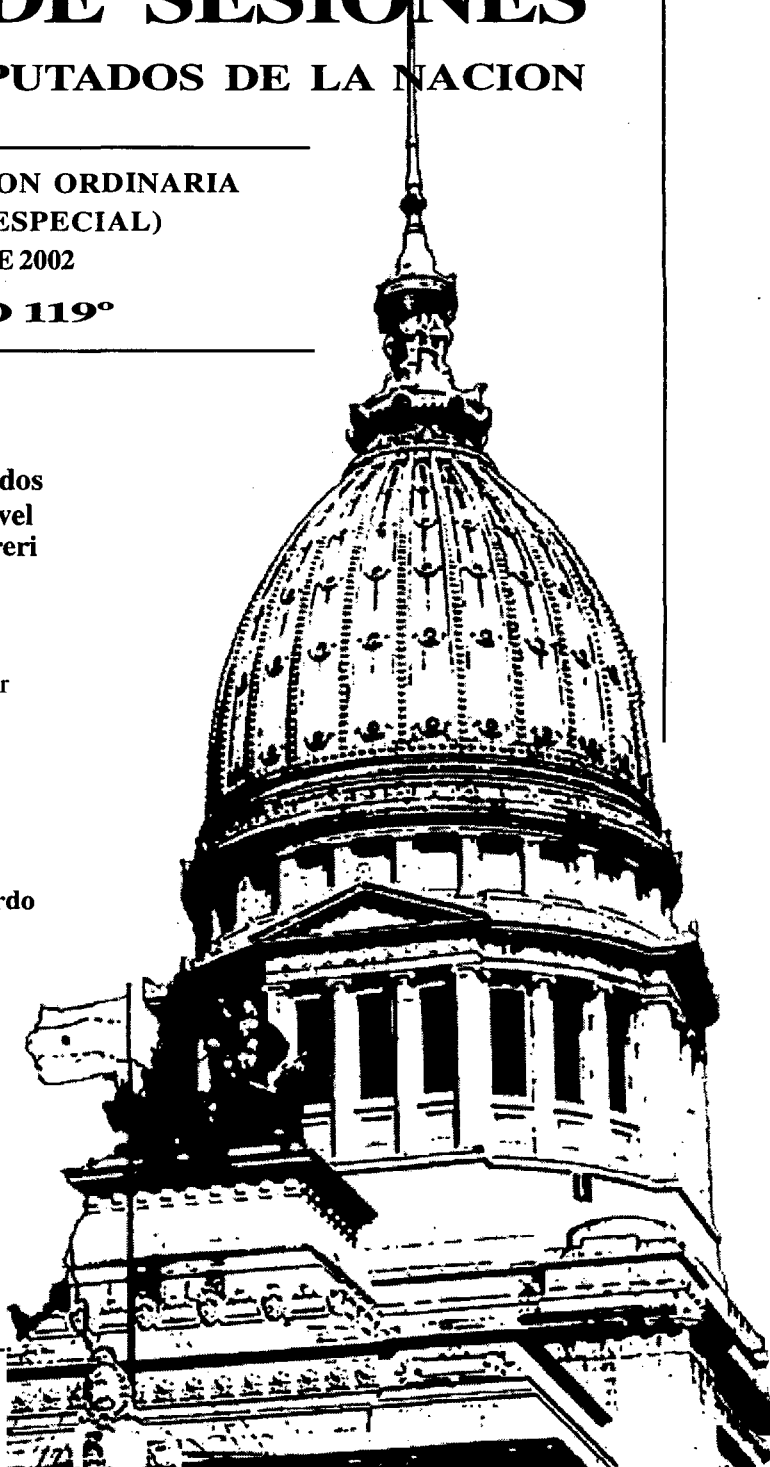 DE SESIONES
PUTADOS DE LA NACION
ON ORDINARIA
ESPECIAL)
E 2002
O 119º
dos
vel
reri
r
rdo